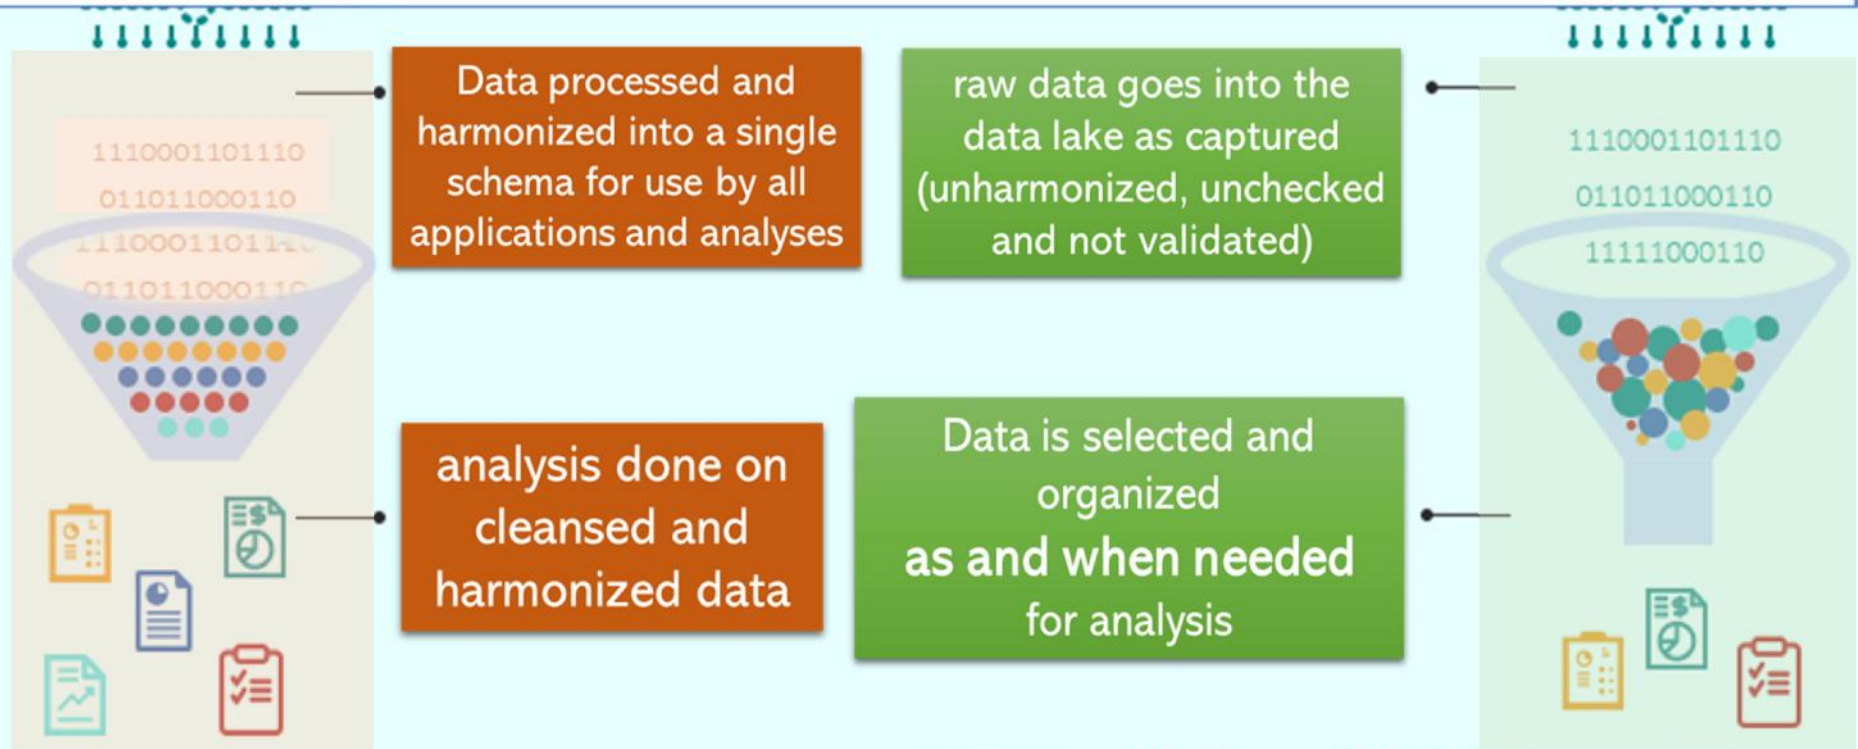 1110001101110
011011000110
1110001101110
011011000110
Data processed and
harmonized into a single
schema for use by all
applications and analyses
raw data goes into the
data lake as captured
(unharmonized, unchecked
and not validated)
1110001101110
011011000110
11111000110
analysis done on
cleansed and
harmonized data
Data is selected and
organized
as and when needed
for analysis